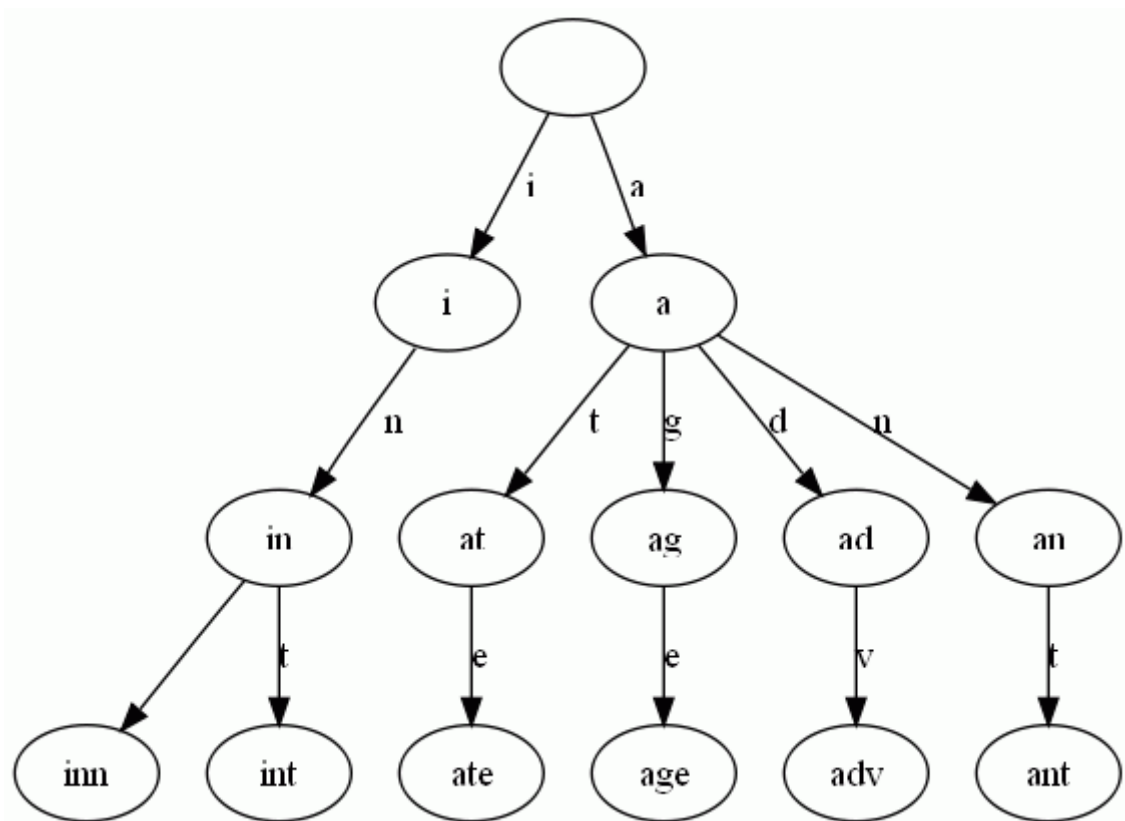 i a
i a
n t g d n
in at ag ad an
t e e v t
inn int ate age adv ant